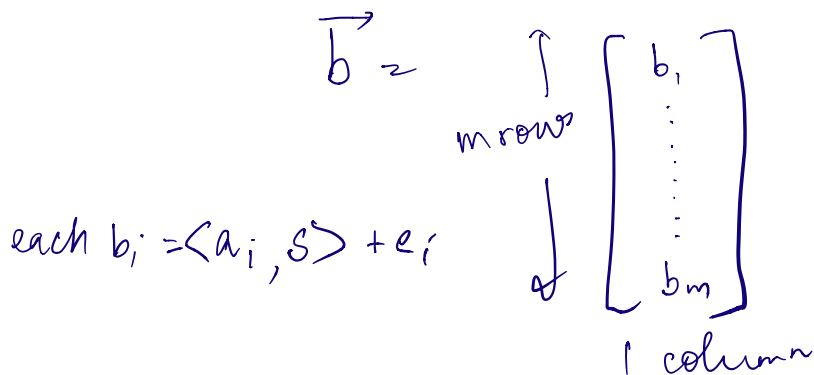 b⃗ =
m rows
b₁
bₘ
each bᵢ = <aᵢ, s> + eᵢ
1 column